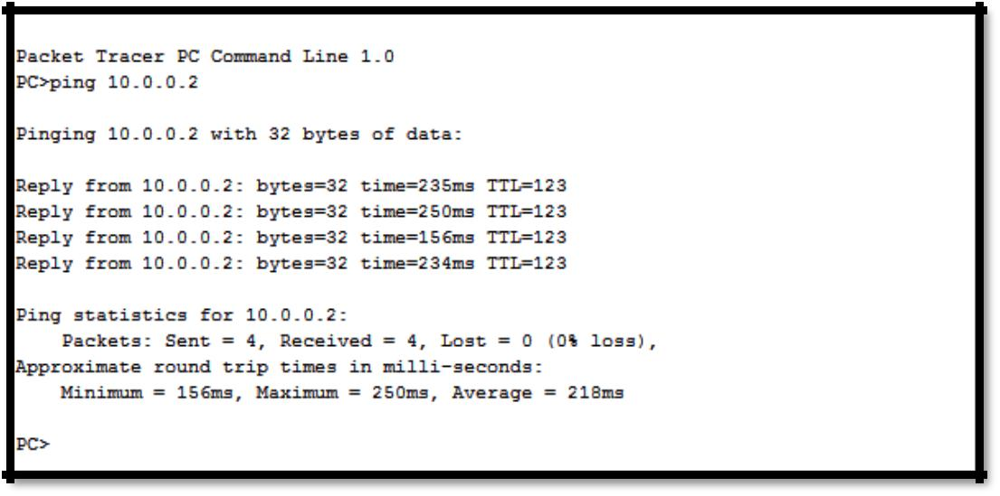 Packet Tracer PC Command Line 1.0
PC>ping 10.0.0.2
Pinging 10.0.0.2 with 32 bytes of data:
Reply from 10.0.0.2: bytes=32 time=235ms TTL=123
Reply from 10.0.0.2: bytes=32 time=250ms TTL=123
Reply from 10.0.0.2: bytes=32 time=156ms TTL=123
Reply from 10.0.0.2: bytes=32 time=234ms TTL=123
Ping statistics for 10.0.0.2:
    Packets: Sent = 4, Received = 4, Lost = 0 (0% loss),
Approximate round trip times in milli-seconds:
    Minimum = 156ms, Maximum = 250ms, Average = 218ms
PC>